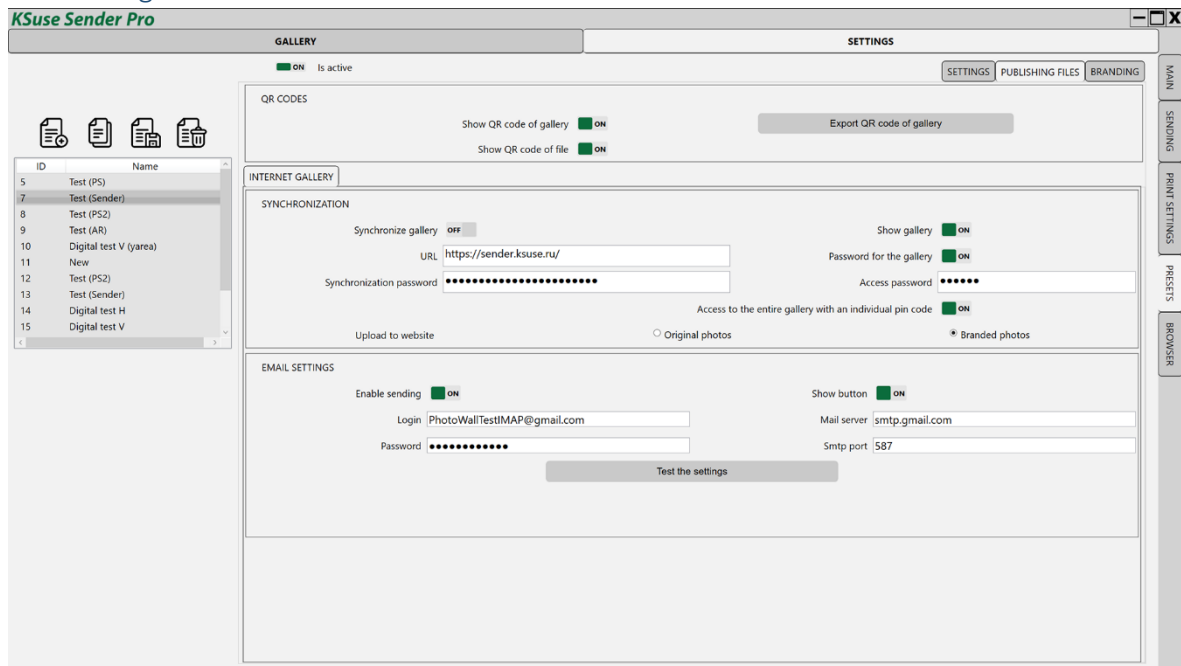 KSuse Sender Pro
GALLERY SETTINGS
ON Is active
SETTINGS PUBLISHING FILES BRANDING
QR CODES
Show QR code of gallery ON Export QR code of gallery
Show QR code of file ON
ID Name
5 Test (PS)
7 Test (Sender)
8 Test (PS2)
9 Test (AR)
10 Digital test V (yarea)
11 New
12 Test (PS2)
13 Test (Sender)
14 Digital test H
15 Digital test V
INTERNET GALLERY
SYNCHRONIZATION
Synchronize gallery OFF Show gallery ON
URL https://sender.ksuse.ru/ Password for the gallery ON
Synchronization password ●●●●●●●●●●●●●●●●●●●●●●● Access password ●●●●●●
Access to the entire gallery with an individual pin code ON
Upload to website Original photos Branded photos
EMAIL SETTINGS
Enable sending ON Show button ON
Login PhotoWallTestIMAP@gmail.com Mail server smtp.gmail.com
Password ●●●●●●●●●●●● Smtp port 587
Test the settings
MAIN
SENDING
PRINT SETTINGS
PRESETS
BROWSER